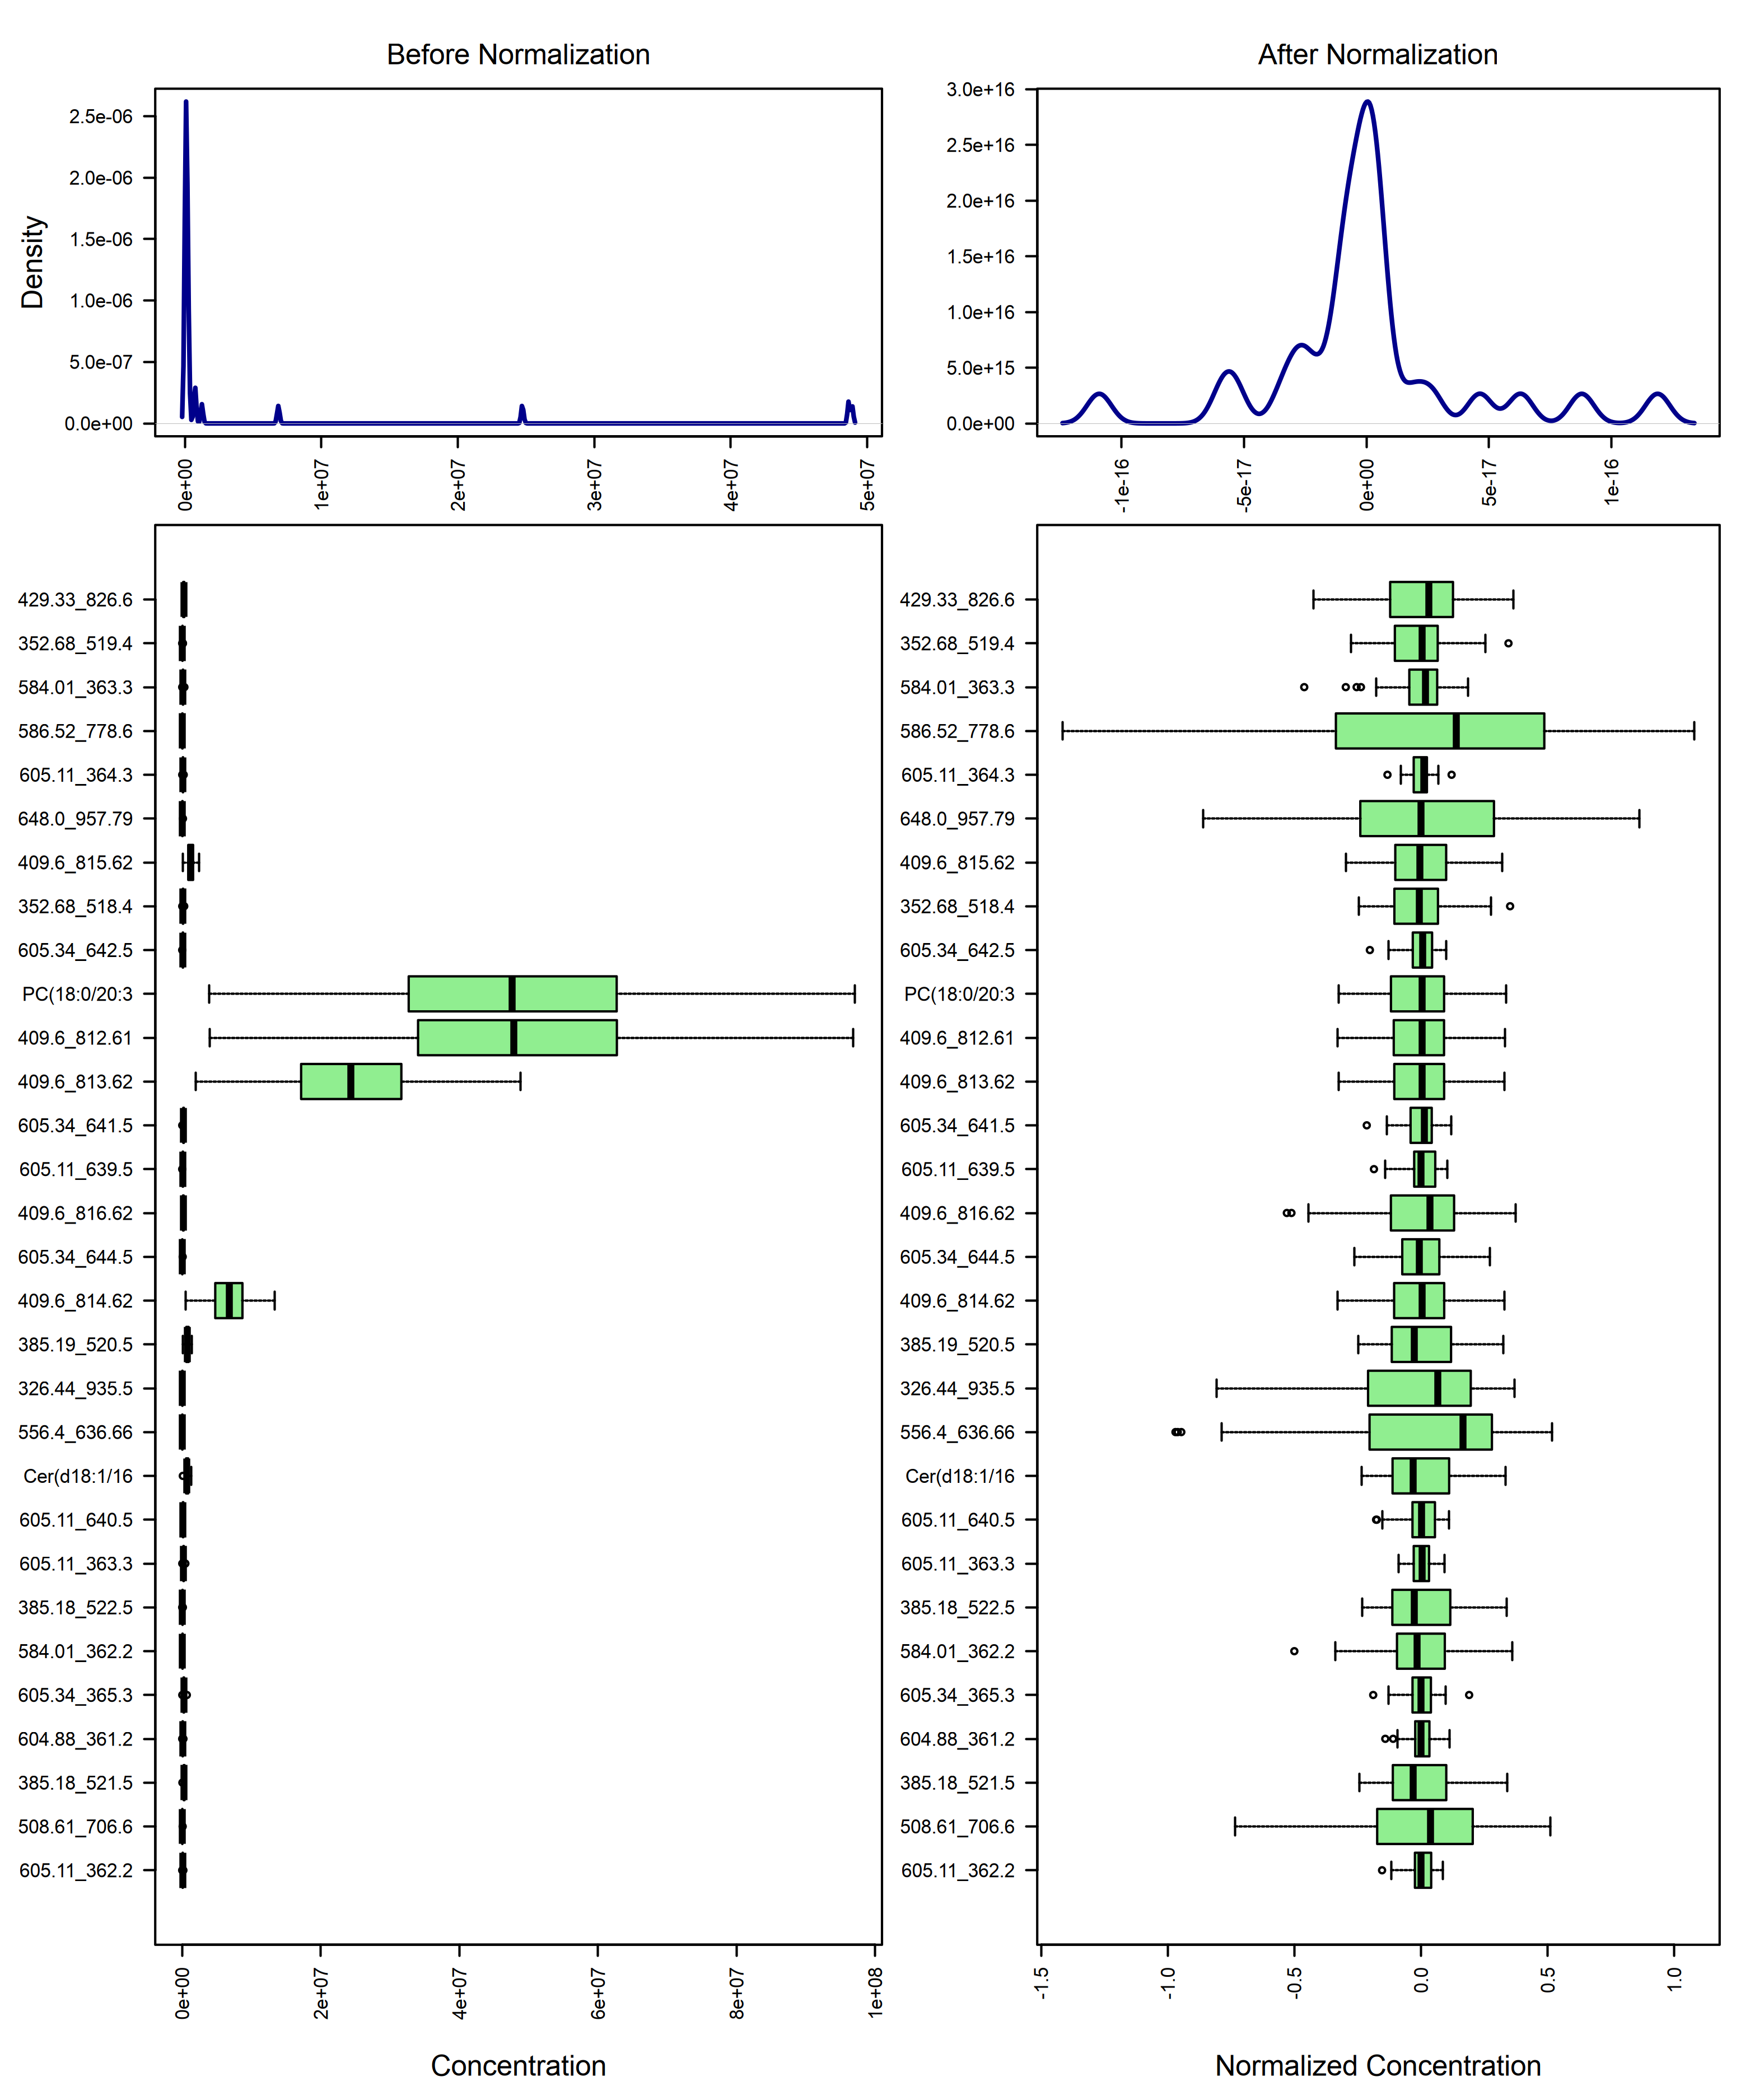 Before Normalization
After Normalization
Density
2.5e-06
2.0e-06
1.5e-06
1.0e-06
5.0e-07
0.0e+00
0e+00
1e+07
2e+07
3e+07
4e+07
5e+07
3.0e+16
2.5e+16
2.0e+16
1.5e+16
1.0e+16
5.0e+15
0.0e+00
-1e-16
-5e-17
0e+00
5e-17
1e-16
429.33_826.6
352.68_519.4
584.01_363.3
586.52_778.6
605.11_364.3
648.0_957.79
409.6_815.62
352.68_518.4
605.34_642.5
PC(18:0/20:3
409.6_812.61
409.6_813.62
605.34_641.5
605.11_639.5
409.6_816.62
605.34_644.5
409.6_814.62
385.19_520.5
326.44_935.5
556.4_636.66
Cer(d18:1/16
605.11_640.5
605.11_363.3
385.18_522.5
584.01_362.2
605.34_365.3
604.88_361.2
385.18_521.5
508.61_706.6
605.11_362.2
0e+00
2e+07
4e+07
6e+07
8e+07
1e+08
Concentration
429.33_826.6
352.68_519.4
584.01_363.3
586.52_778.6
605.11_364.3
648.0_957.79
409.6_815.62
352.68_518.4
605.34_642.5
PC(18:0/20:3
409.6_812.61
409.6_813.62
605.34_641.5
605.11_639.5
409.6_816.62
605.34_644.5
409.6_814.62
385.19_520.5
326.44_935.5
556.4_636.66
Cer(d18:1/16
605.11_640.5
605.11_363.3
385.18_522.5
584.01_362.2
605.34_365.3
604.88_361.2
385.18_521.5
508.61_706.6
605.11_362.2
-1.5
-1.0
-0.5
0.0
0.5
1.0
Normalized Concentration